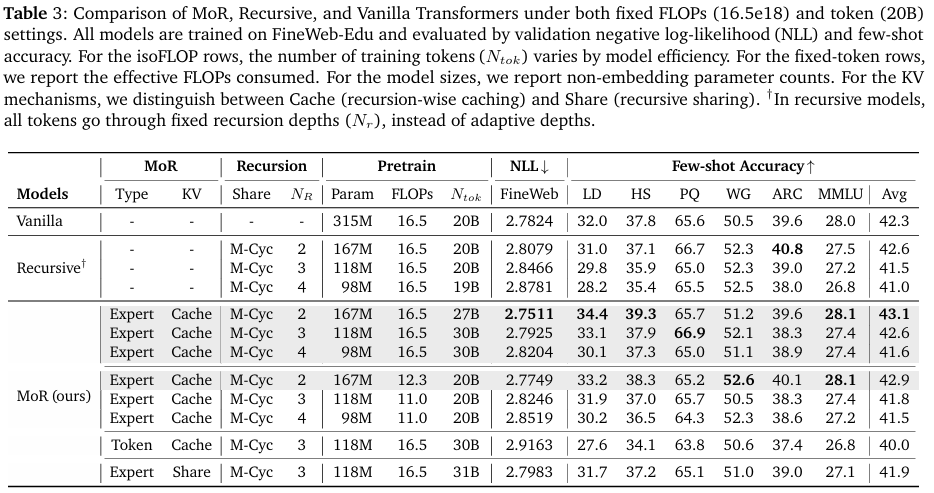 Table 3: Comparison of MoR, Recursive, and Vanilla Transformers under both fixed FLOPs (16.5e18) and token (20B)
settings. All models are trained on FineWeb-Edu and evaluated by validation negative log-likelihood (NLL) and few-shot
accuracy. For the isoFLOP rows, the number of training tokens (N_tok) varies by model efficiency. For the fixed-token rows,
we report the effective FLOPs consumed. For the model sizes, we report non-embedding parameter counts. For the KV
mechanisms, we distinguish between Cache (recursion-wise caching) and Share (recursive sharing). †In recursive models,
all tokens go through fixed recursion depths (N_r), instead of adaptive depths.
MoR Recursion Pretrain NLL↓ Few-shot Accuracy↑
Models Type KV Share N_R Param FLOPs N_tok FineWeb LD HS PQ WG ARC MMLU Avg
Vanilla - - - - 315M 16.5 20B 2.7824 32.0 37.8 65.6 50.5 39.6 28.0 42.3
- - M-Cyc 2 167M 16.5 20B 2.8079 31.0 37.1 66.7 52.3 40.8 27.5 42.6
Recursive† - - M-Cyc 3 118M 16.5 20B 2.8466 29.8 35.9 65.0 52.3 39.0 27.2 41.5
- - M-Cyc 4 98M 16.5 19B 2.8781 28.2 35.4 65.5 52.5 38.0 26.8 41.0
Expert Cache M-Cyc 2 167M 16.5 27B 2.7511 34.4 39.3 65.7 51.2 39.6 28.1 43.1
Expert Cache M-Cyc 3 118M 16.5 30B 2.7925 33.1 37.9 66.9 52.1 38.3 27.4 42.6
Expert Cache M-Cyc 4 98M 16.5 30B 2.8204 30.1 37.3 65.0 51.1 38.9 27.4 41.6
Expert Cache M-Cyc 2 167M 12.3 20B 2.7749 33.2 38.3 65.2 52.6 40.1 28.1 42.9
MoR (ours) Expert Cache M-Cyc 3 118M 11.0 20B 2.8246 31.9 37.0 65.7 50.5 38.3 27.4 41.8
Expert Cache M-Cyc 4 98M 11.0 20B 2.8519 30.2 36.5 64.4 52.3 38.6 27.2 41.5
Token Cache M-Cyc 3 118M 16.5 30B 2.9163 27.6 34.1 63.8 50.6 37.4 26.8 40.0
Expert Share M-Cyc 3 118M 16.5 31B 2.7983 31.7 37.2 65.1 51.0 39.0 27.1 41.9